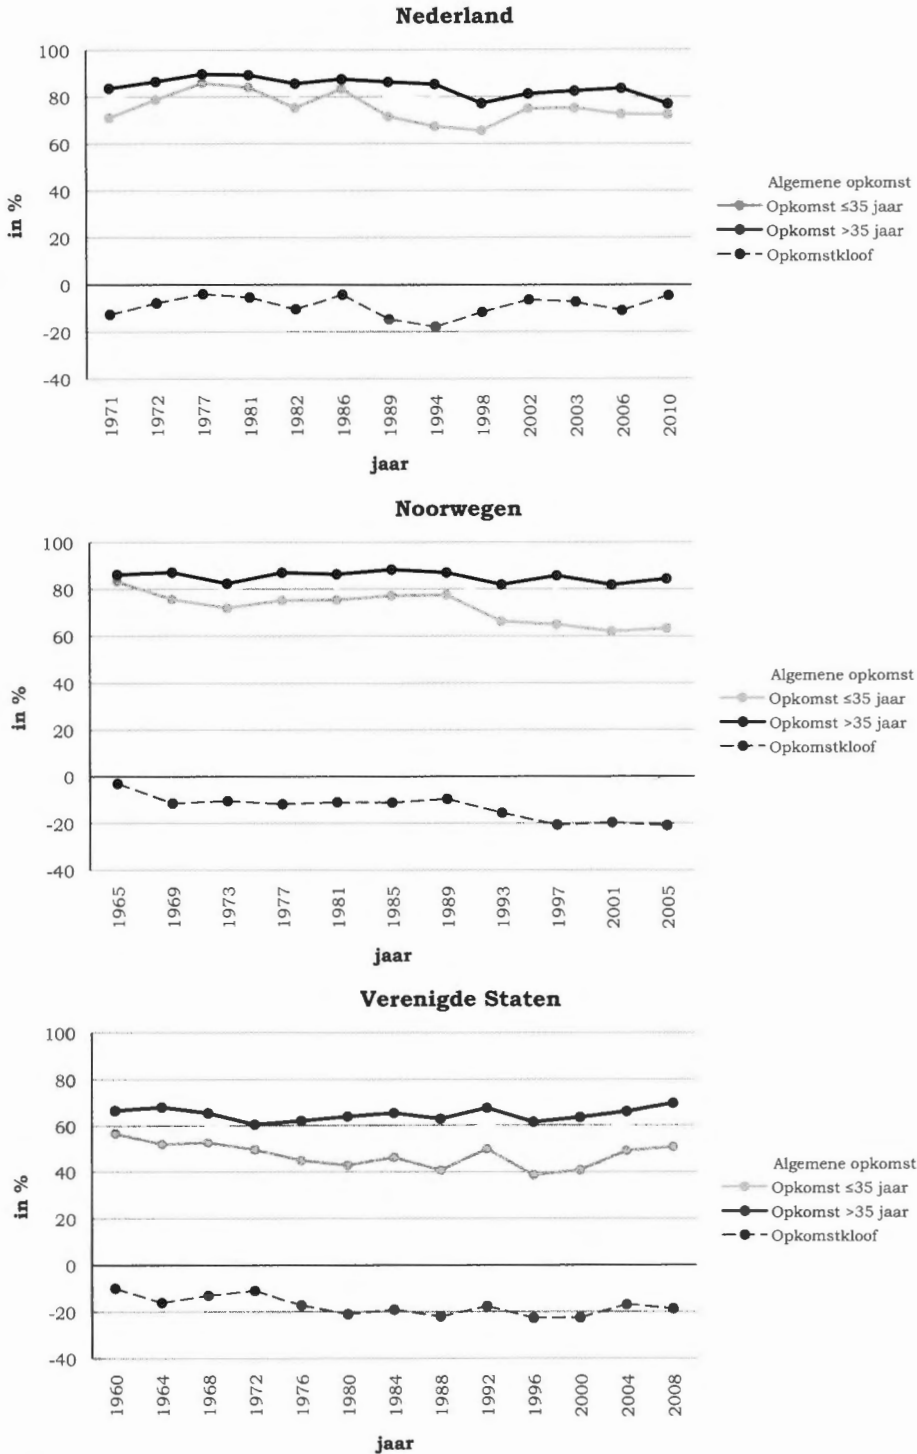 Nederland
100
80
60
40
20
0
-20
-40
in %
1971
1972
1977
1981
1982
1986
1989
1994
1998
2002
2003
2006
2010
jaar
Algemene opkomst
Opkomst ≤35 jaar
Opkomst >35 jaar
Opkomstkloof
Noorwegen
100
80
60
40
20
0
-20
-40
in %
1965
1969
1973
1977
1981
1985
1989
1993
1997
2001
2005
jaar
Algemene opkomst
Opkomst ≤35 jaar
Opkomst >35 jaar
Opkomstkloof
Verenigde Staten
100
80
60
40
20
0
-20
-40
in %
1960
1964
1968
1972
1976
1980
1984
1988
1992
1996
2000
2004
2008
jaar
Algemene opkomst
Opkomst ≤35 jaar
Opkomst >35 jaar
Opkomstkloof